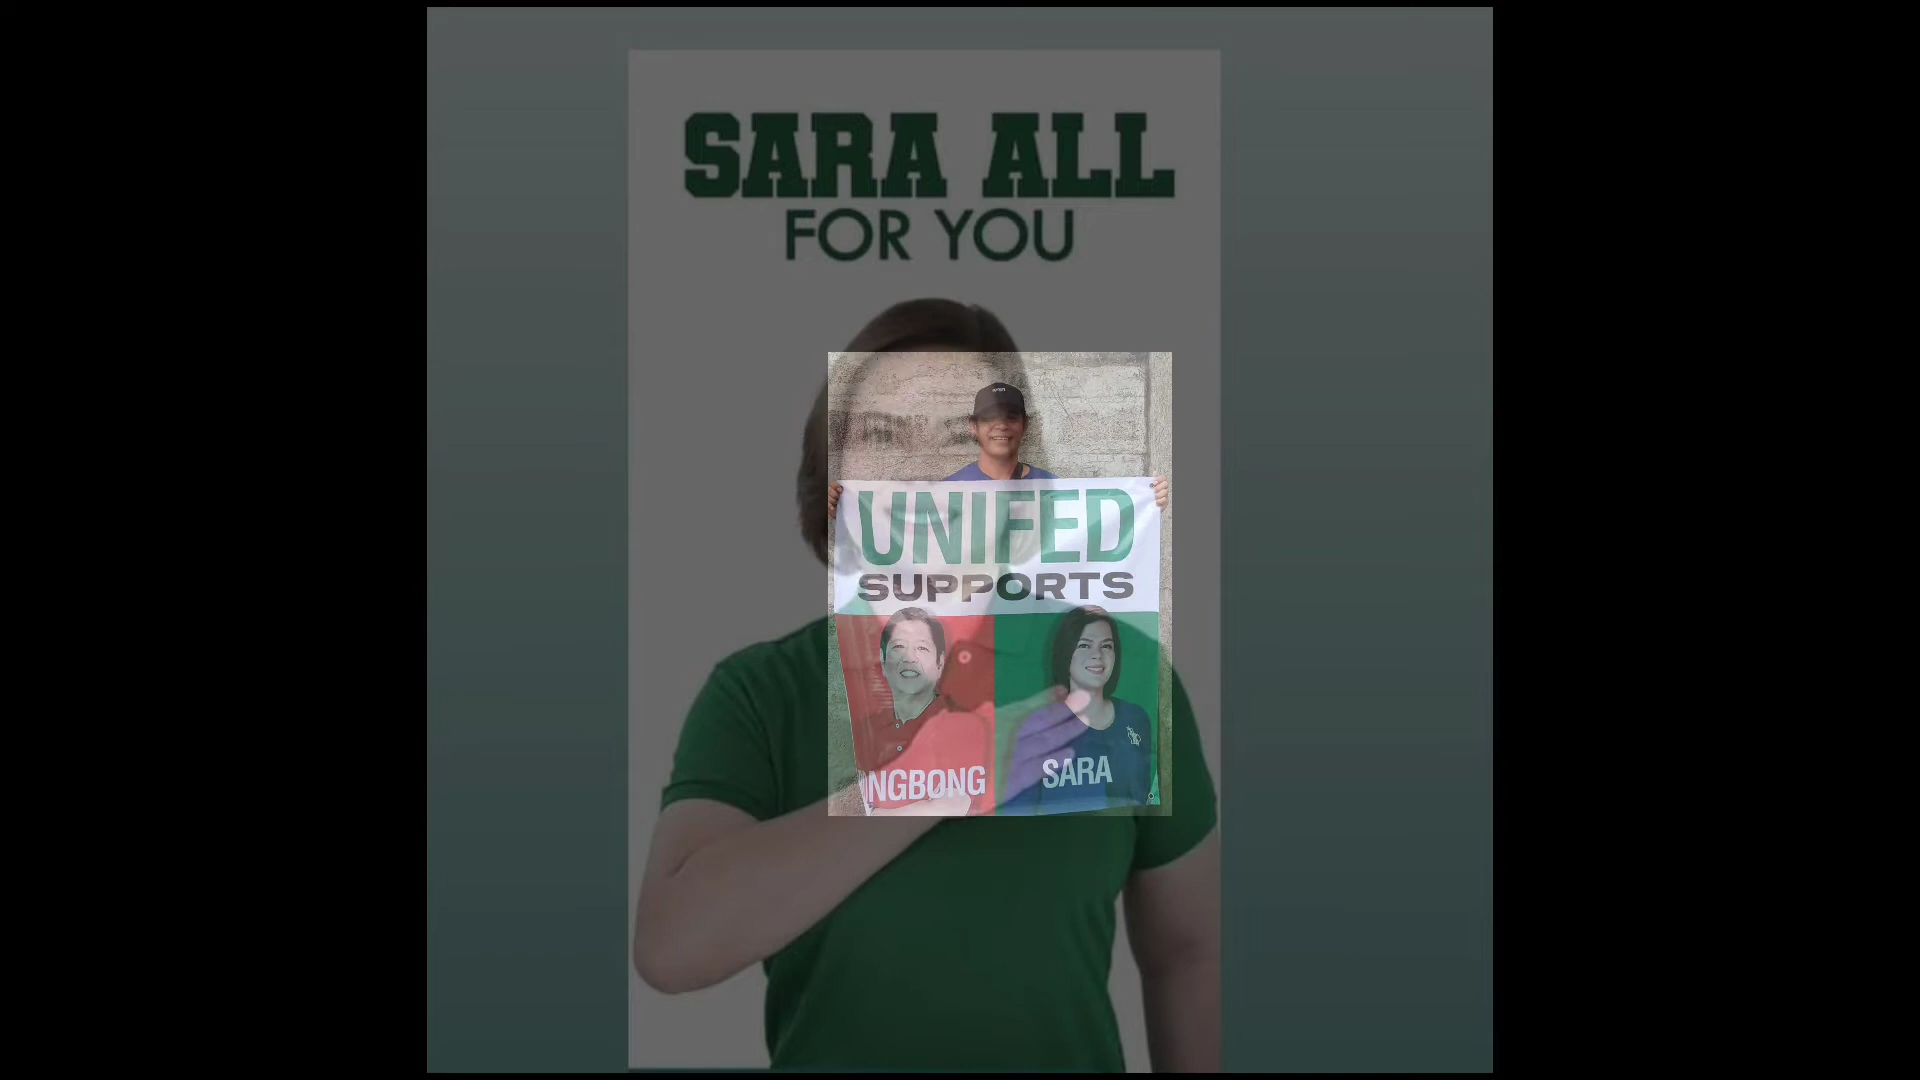 SARA ALL
FOR YOU
UNIFED
SUPPORTS
NGBONG
SARA